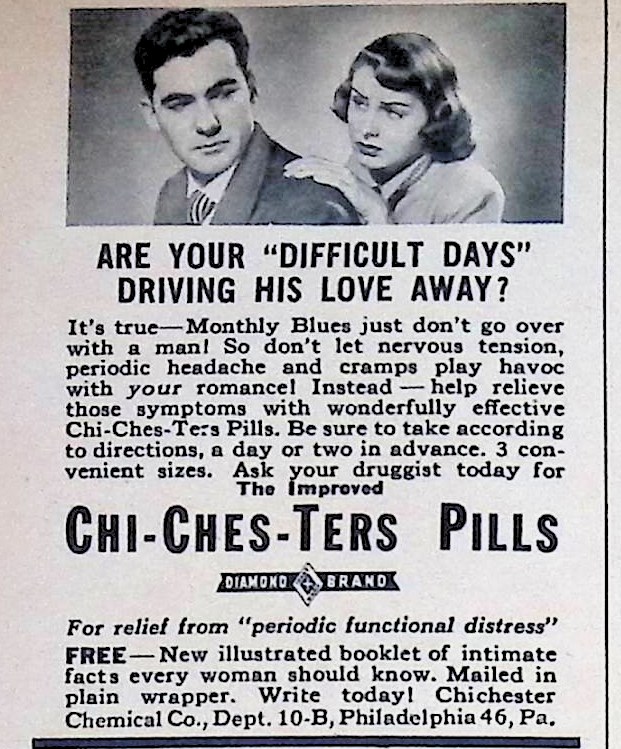 ARE YOUR “DIFFICULT DAYS”
DRIVING HIS LOVE AWAY?
It's true—Monthly Blues just don't go over
with a man! So don't let nervous tension,
periodic headache and cramps play havoc
with your romance! Instead — help relieve
those symptoms with wonderfully effective
Chi-Ches-Ters Pills. Be sure to take according
to directions, a day or two in advance. 3 con-
venient sizes. Ask your druggist today for
The Improved
CHI-CHES-TERS PILLS
DIAMOND BRAND
For relief from “periodic functional distress”
FREE—New illustrated booklet of intimate
facts every woman should know. Mailed in
plain wrapper. Write today! Chichester
Chemical Co., Dept. 10-B, Philadelphia 46, Pa.